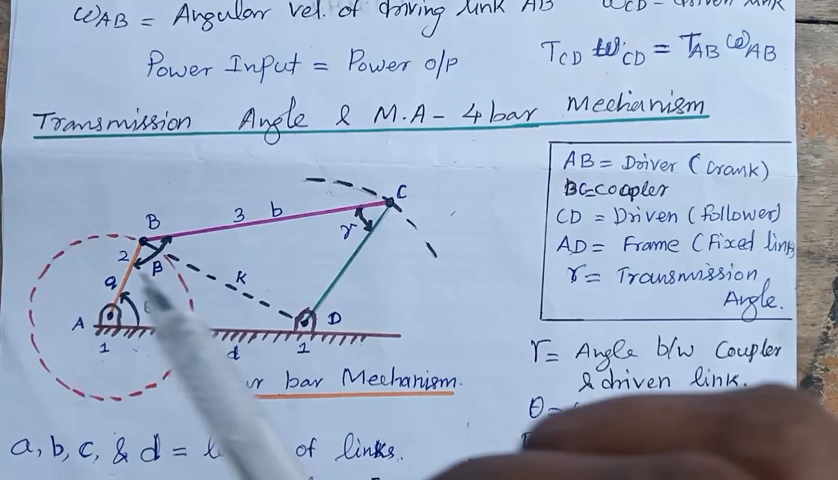 ωAB = Angular vel. of driving link AB
Power Input = Power o/p
TCD ωCD = TAB ωAB
Transmission Angle & M.A - 4 bar Mechanism
AB = Driver (Crank)
BC = Coupler
CD = Driven (follower)
AD = Frame (Fixed link
γ = Transmission
Angle.
C
B
3 b
γ
2
β
a
K
A
D
1
d
1
bar Mechanism.
γ = Angle b/w Coupler
& driven link.
θ =
a, b, c, & d =
of links.